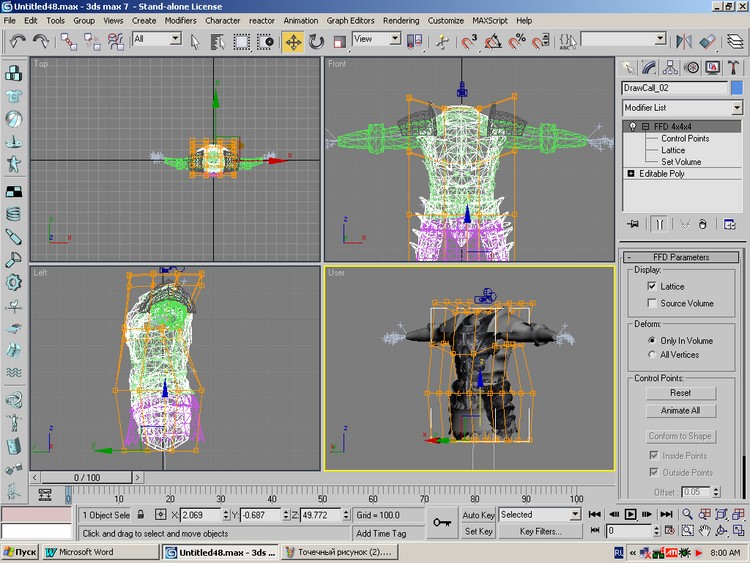 Untitled48.max - 3ds max 7 - Stand-alone License
File Edit Tools Group Views Create Modifiers Character reactor Animation Graph Editors Rendering Customize MAXScript Help
All View
Top
Front
Left
User
x
y
z
DrawCall_02
Modifier List
FFD 4x4x4
Control Points
Lattice
Set Volume
Editable Poly
FFD Parameters
Display:
Lattice
Source Volume
Deform:
Only In Volume
All Vertices
Control Points:
Reset
Animate All
Conform to Shape
Inside Points
Outside Points
Offset : 0.05
0 / 100
0 10 20 30 40 50 60 70 80 90 100
1 Object Sele X: 2.069 Y: -0.687 Z: 49.772 Grid = 100.0 Auto Key Selected
Click and drag to select and move objects Add Time Tag Set Key Key Filters... 0
Пуск Microsoft Word Untitled48.max - 3ds ... Точечный рисунок (2).... RU 8:00 AM